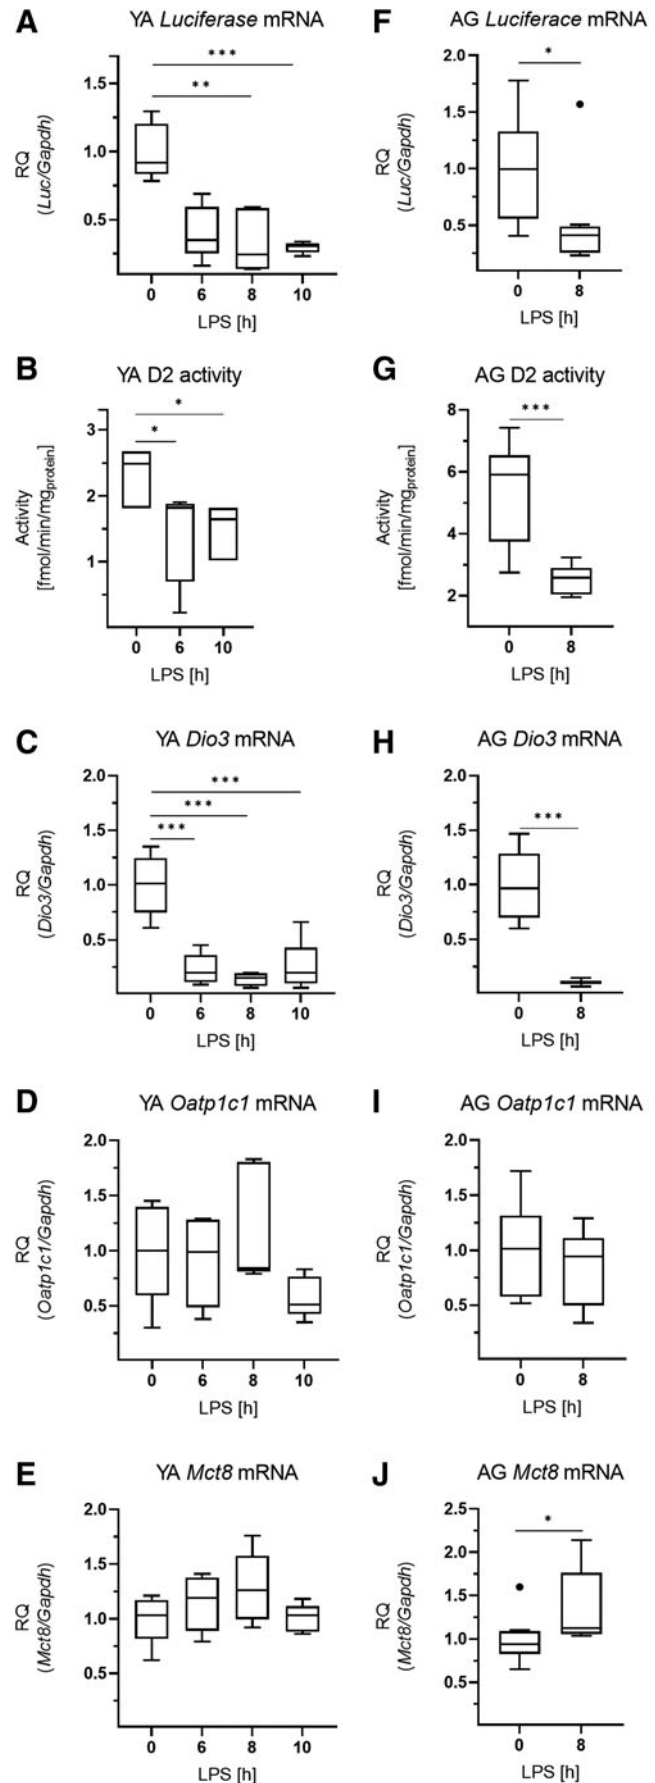 A
YA Luciferase mRNA
***
**
1.5
1.0
0.5
RQ
(Luc/Gapdh)
0 6 8 10
LPS [h]
F
AG Luciferace mRNA
*
2.0
1.5
1.0
0.5
RQ
(Luc/Gapdh)
0 8
LPS [h]
B
YA D2 activity
*
*
3
2
1
Activity
[fmol/min/mgprotein]
0 6 10
LPS [h]
G
AG D2 activity
***
8
6
4
2
Activity
[fmol/min/mgprotein]
0 8
LPS [h]
C
YA Dio3 mRNA
***
***
***
2.0
1.5
1.0
0.5
RQ
(Dio3/Gapdh)
0 6 8 10
LPS [h]
H
AG Dio3 mRNA
***
2.0
1.5
1.0
0.5
RQ
(Dio3/Gapdh)
0 8
LPS [h]
D
YA Oatp1c1 mRNA
2.0
1.5
1.0
0.5
RQ
(Oatp1c1/Gapdh)
0 6 8 10
LPS [h]
I
AG Oatp1c1 mRNA
2.0
1.5
1.0
0.5
RQ
(Oatp1c1/Gapdh)
0 8
LPS [h]
E
YA Mct8 mRNA
2.0
1.5
1.0
0.5
RQ
(Mct8/Gapdh)
0 6 8 10
LPS [h]
J
AG Mct8 mRNA
*
2.5
2.0
1.5
1.0
0.5
RQ
(Mct8/Gapdh)
0 8
LPS [h]